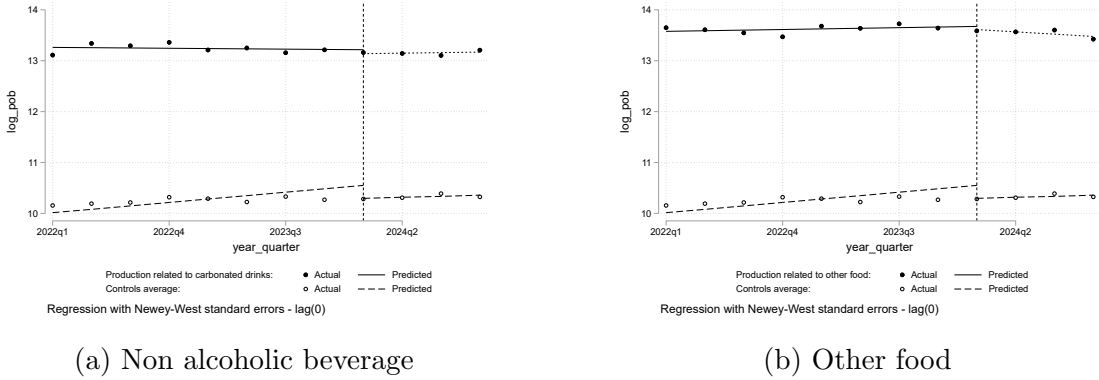 14
13
12
11
10
log_pob
2022q1 2022q4 2023q3 2024q2
year_quarter
Production related to carbonated drinks: Actual Predicted
Controls average: Actual Predicted
Regression with Newey-West standard errors - lag(0)
(a) Non alcoholic beverage
14
13
12
11
10
log_pob
2022q1 2022q4 2023q3 2024q2
year_quarter
Production related to other food: Actual Predicted
Controls average: Actual Predicted
Regression with Newey-West standard errors - lag(0)
(b) Other food